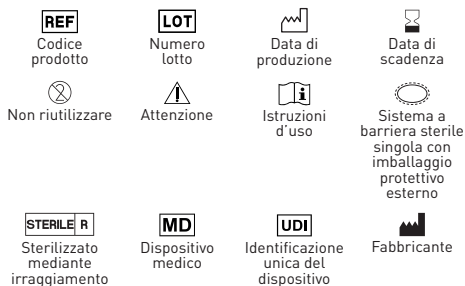 REF
Codice
prodotto
LOT
Numero
lotto
Data di
produzione
Data di
scadenza
2
Non riutilizzare
Attenzione
i
Istruzioni
d'uso
Sistema a
barriera sterile
singola con
imballaggio
protettivo
esterno
STERILE R
Sterilizzato
mediante
irraggiamento
MD
Dispositivo
medico
UDI
Identificazione
unica del
dispositivo
Fabbricante